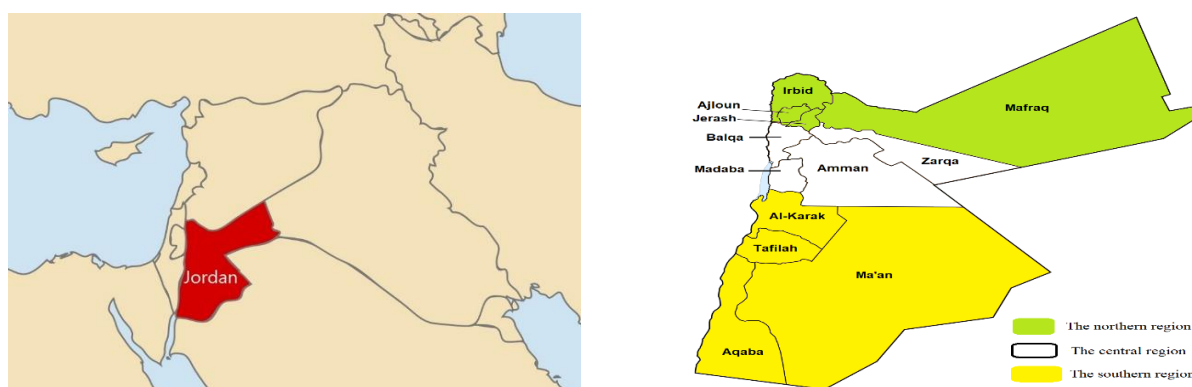 Jordan
Irbid
Ajloun
Jerash
Mafraq
Balqa
Madaba
Amman
Zarqa
Al-Karak
Tafilah
Ma'an
Aqaba
The northern region
The central region
The southern region